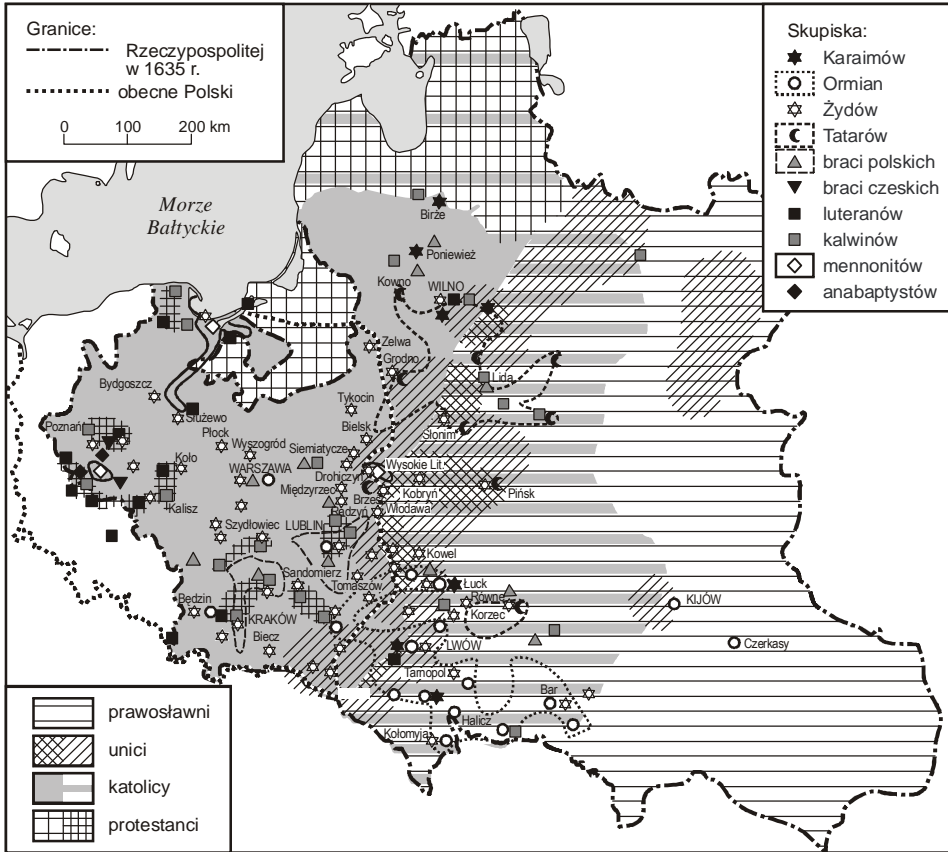 Granice:
Rzeczypospolitej
w 1635 r.
obecne Polski
0 100 200 km
Skupiska:
Karaimów
Ormian
Żydów
Tatarów
braci polskich
braci czeskich
luteranów
kalwinów
mennonitów
anabaptystów
Morze
Bałtyckie
Birże
Poniewież
Kowno
WILNO
Zelwa
Grodno
Lida
Bydgoszcz
Tykocin
Służewo
Bielsk
Słonim
Poznań
Płock
Wyszogród
Siemiatycze
Koło
WARSZAWA
Drohiczyn
Wysokie Lit.
Międzyrzec
Brześć
Kobryń
Pińsk
Kalisz
Radzyń
Włodawa
Szydłowiec
LUBLIN
Kowel
Sandomierz
Tomaszów
Łuck
Będzin
Równe
KIJÓW
KRAKÓW
Korzec
Biecz
LWÓW
Czerkasy
Tarnopol
Bar
Halicz
Kołomyja
prawosławni
unici
katolicy
protestanci